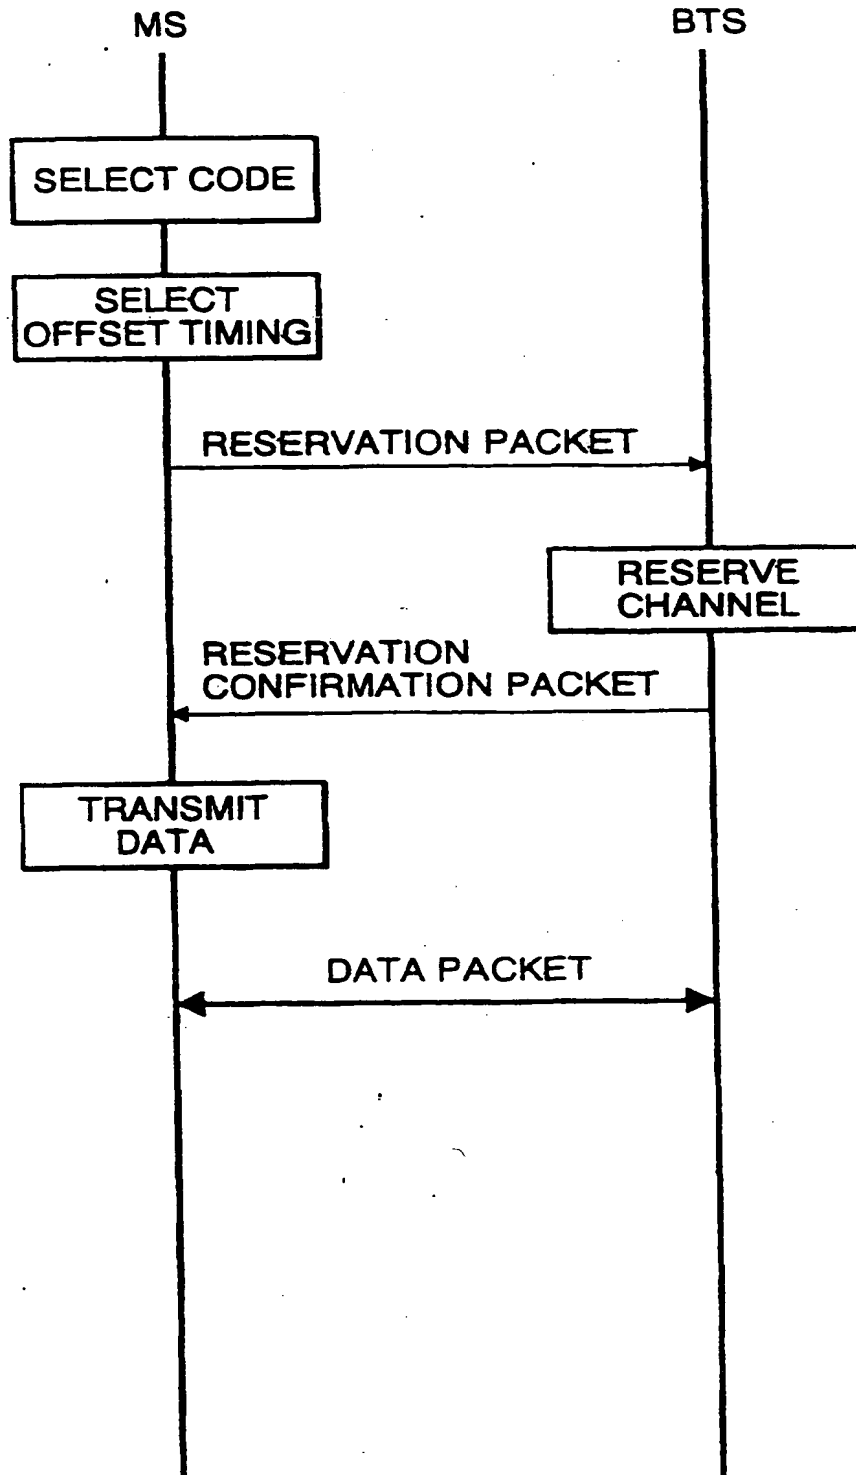 MS
BTS
SELECT CODE
SELECT
OFFSET TIMING
RESERVATION PACKET
RESERVE
CHANNEL
RESERVATION
CONFIRMATION PACKET
TRANSMIT
DATA
DATA PACKET